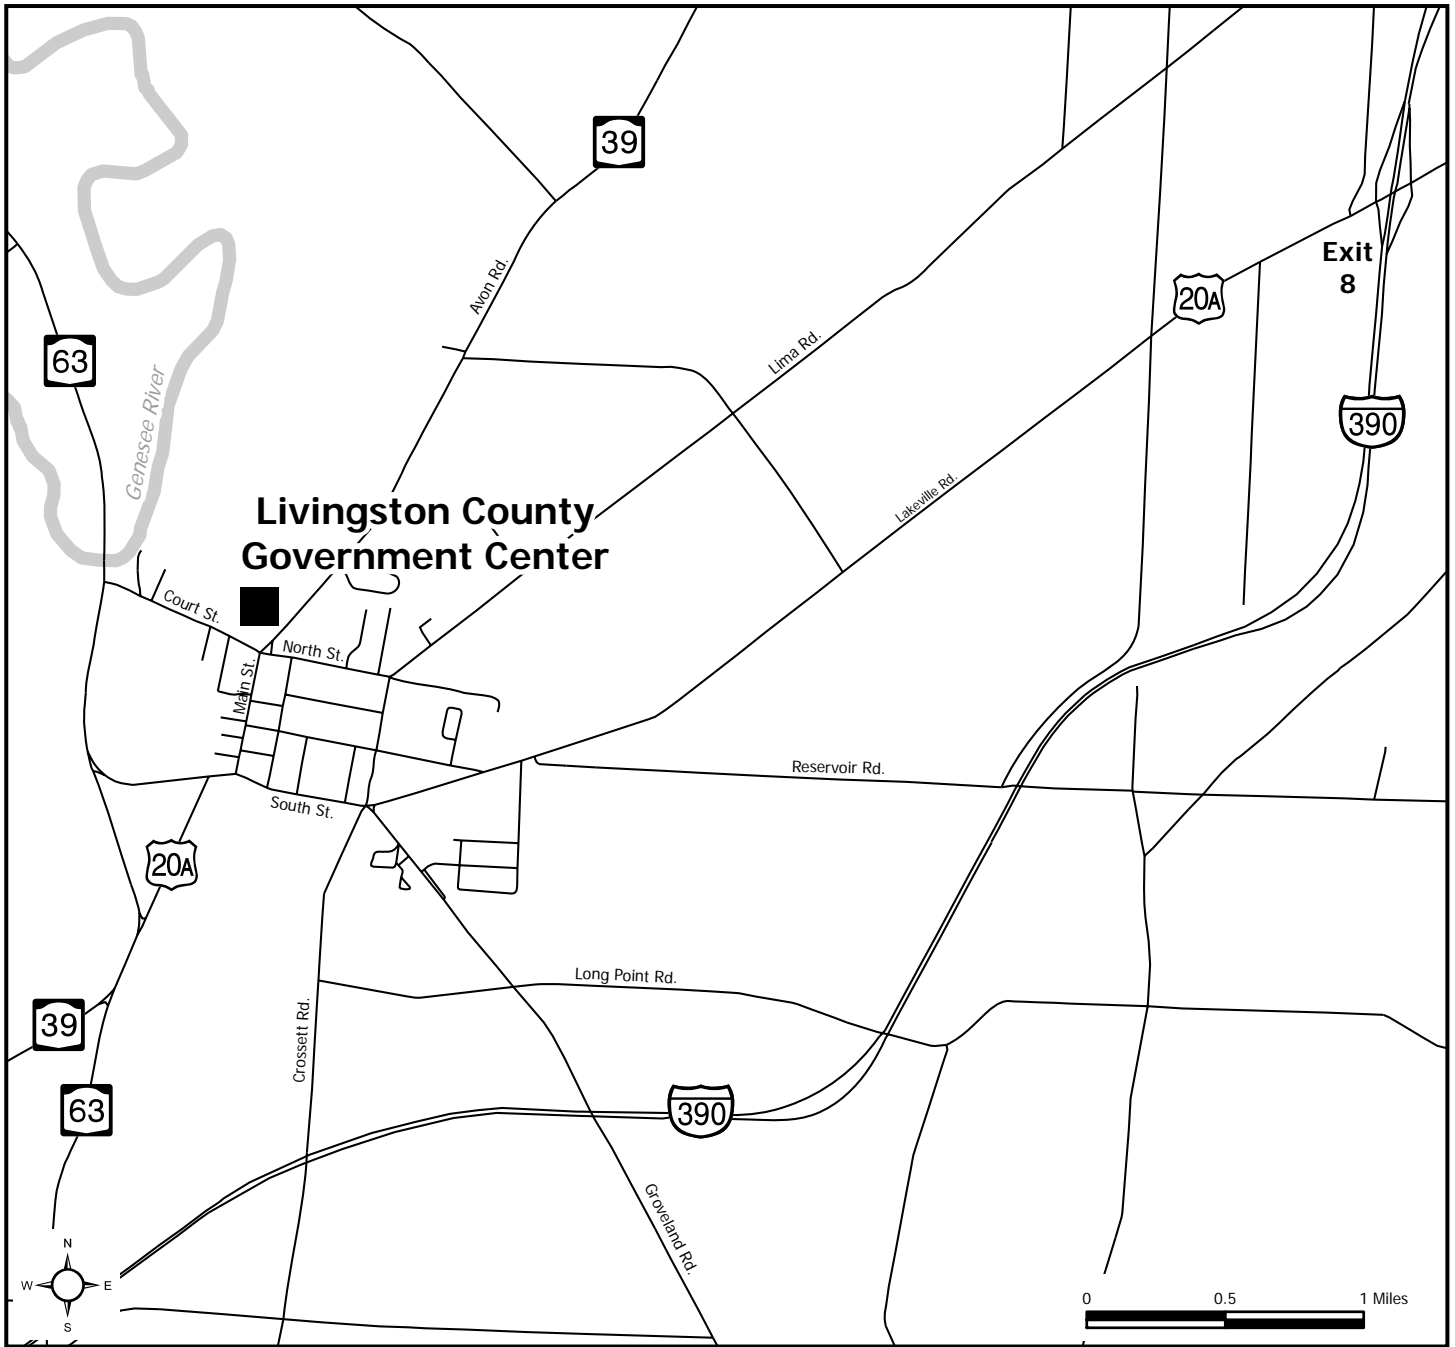 39
Exit
8
20A
Avon Rd.
63
Lima Rd.
390
Genesee River
Lakeville Rd.
Livingston County
Government Center
Court St.
North St.
Main St.
Reservoir Rd.
South St.
20A
Long Point Rd.
39
Crossett Rd.
63
390
Groveland Rd.
N
W E
S
0 0.5 1 Miles